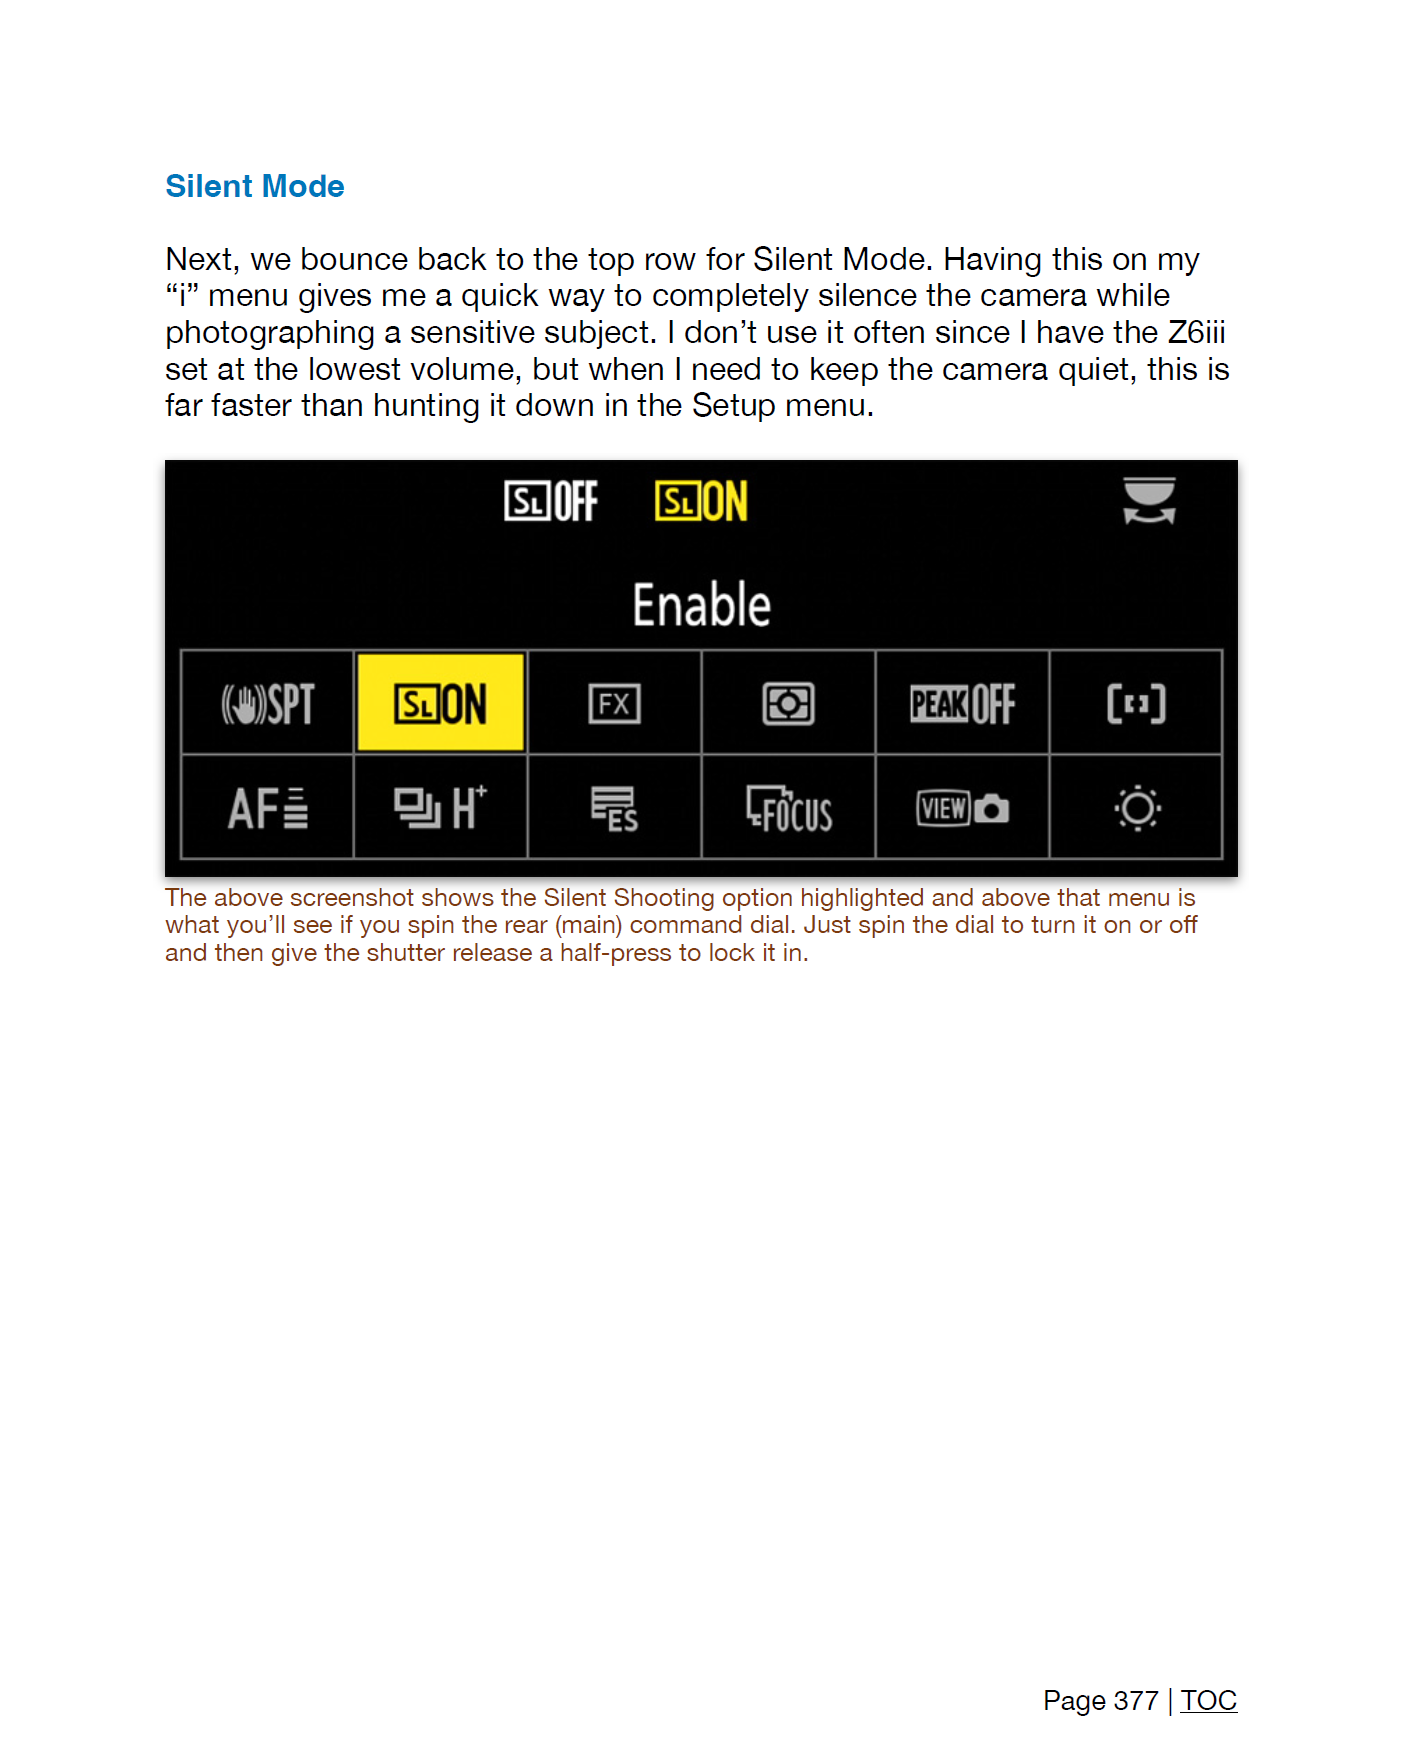 Silent Mode
Next, we bounce back to the top row for Silent Mode. Having this on my
“i” menu gives me a quick way to completely silence the camera while
photographing a sensitive subject. I don’t use it often since I have the Z6iii
set at the lowest volume, but when I need to keep the camera quiet, this is
far faster than hunting it down in the Setup menu.
SL OFF SL ON
Enable
SPT SL ON FX PEAK OFF
AF H+ ES FOCUS VIEW
The above screenshot shows the Silent Shooting option highlighted and above that menu is
what you’ll see if you spin the rear (main) command dial. Just spin the dial to turn it on or off
and then give the shutter release a half-press to lock it in.
Page 377 | TOC